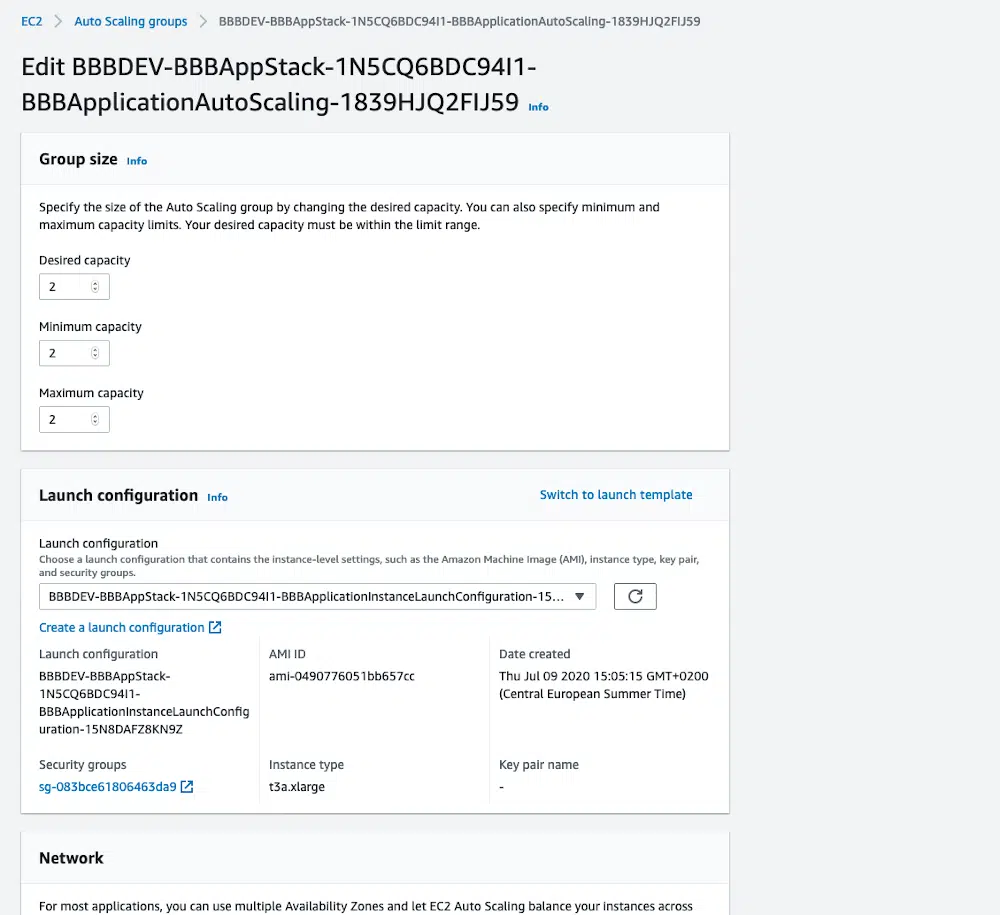 EC2 > Auto Scaling groups > BBBDEV-BBBAppStack-1N5CQ6BDC94I1-BBBApplicationAutoScaling-1839HJQ2FIJ59
Edit BBBDEV-BBBAppStack-1N5CQ6BDC94I1-
BBBApplicationAutoScaling-1839HJQ2FIJ59 Info
Group size Info
Specify the size of the Auto Scaling group by changing the desired capacity. You can also specify minimum and
maximum capacity limits. Your desired capacity must be within the limit range.
Desired capacity
2
Minimum capacity
2
Maximum capacity
2
Launch configuration Info
Switch to launch template
Launch configuration
Choose a launch configuration that contains the instance-level settings, such as the Amazon Machine Image (AMI), instance type, key pair,
and security groups.
BBBDEV-BBBAppStack-1N5CQ6BDC94I1-BBBApplicationInstanceLaunchConfiguration-15...
Create a launch configuration
Launch configuration
BBBDEV-BBBAppStack-
1N5CQ6BDC94I1-
BBBApplicationInstanceLaunchConfig
uration-15N8DAFZ8KN9Z
AMI ID
ami-0490776051bb657cc
Date created
Thu Jul 09 2020 15:05:15 GMT+0200
(Central European Summer Time)
Security groups
sg-083bce61806463da9
Instance type
t3a.xlarge
Key pair name
-
Network
For most applications, you can use multiple Availability Zones and let EC2 Auto Scaling balance your instances across